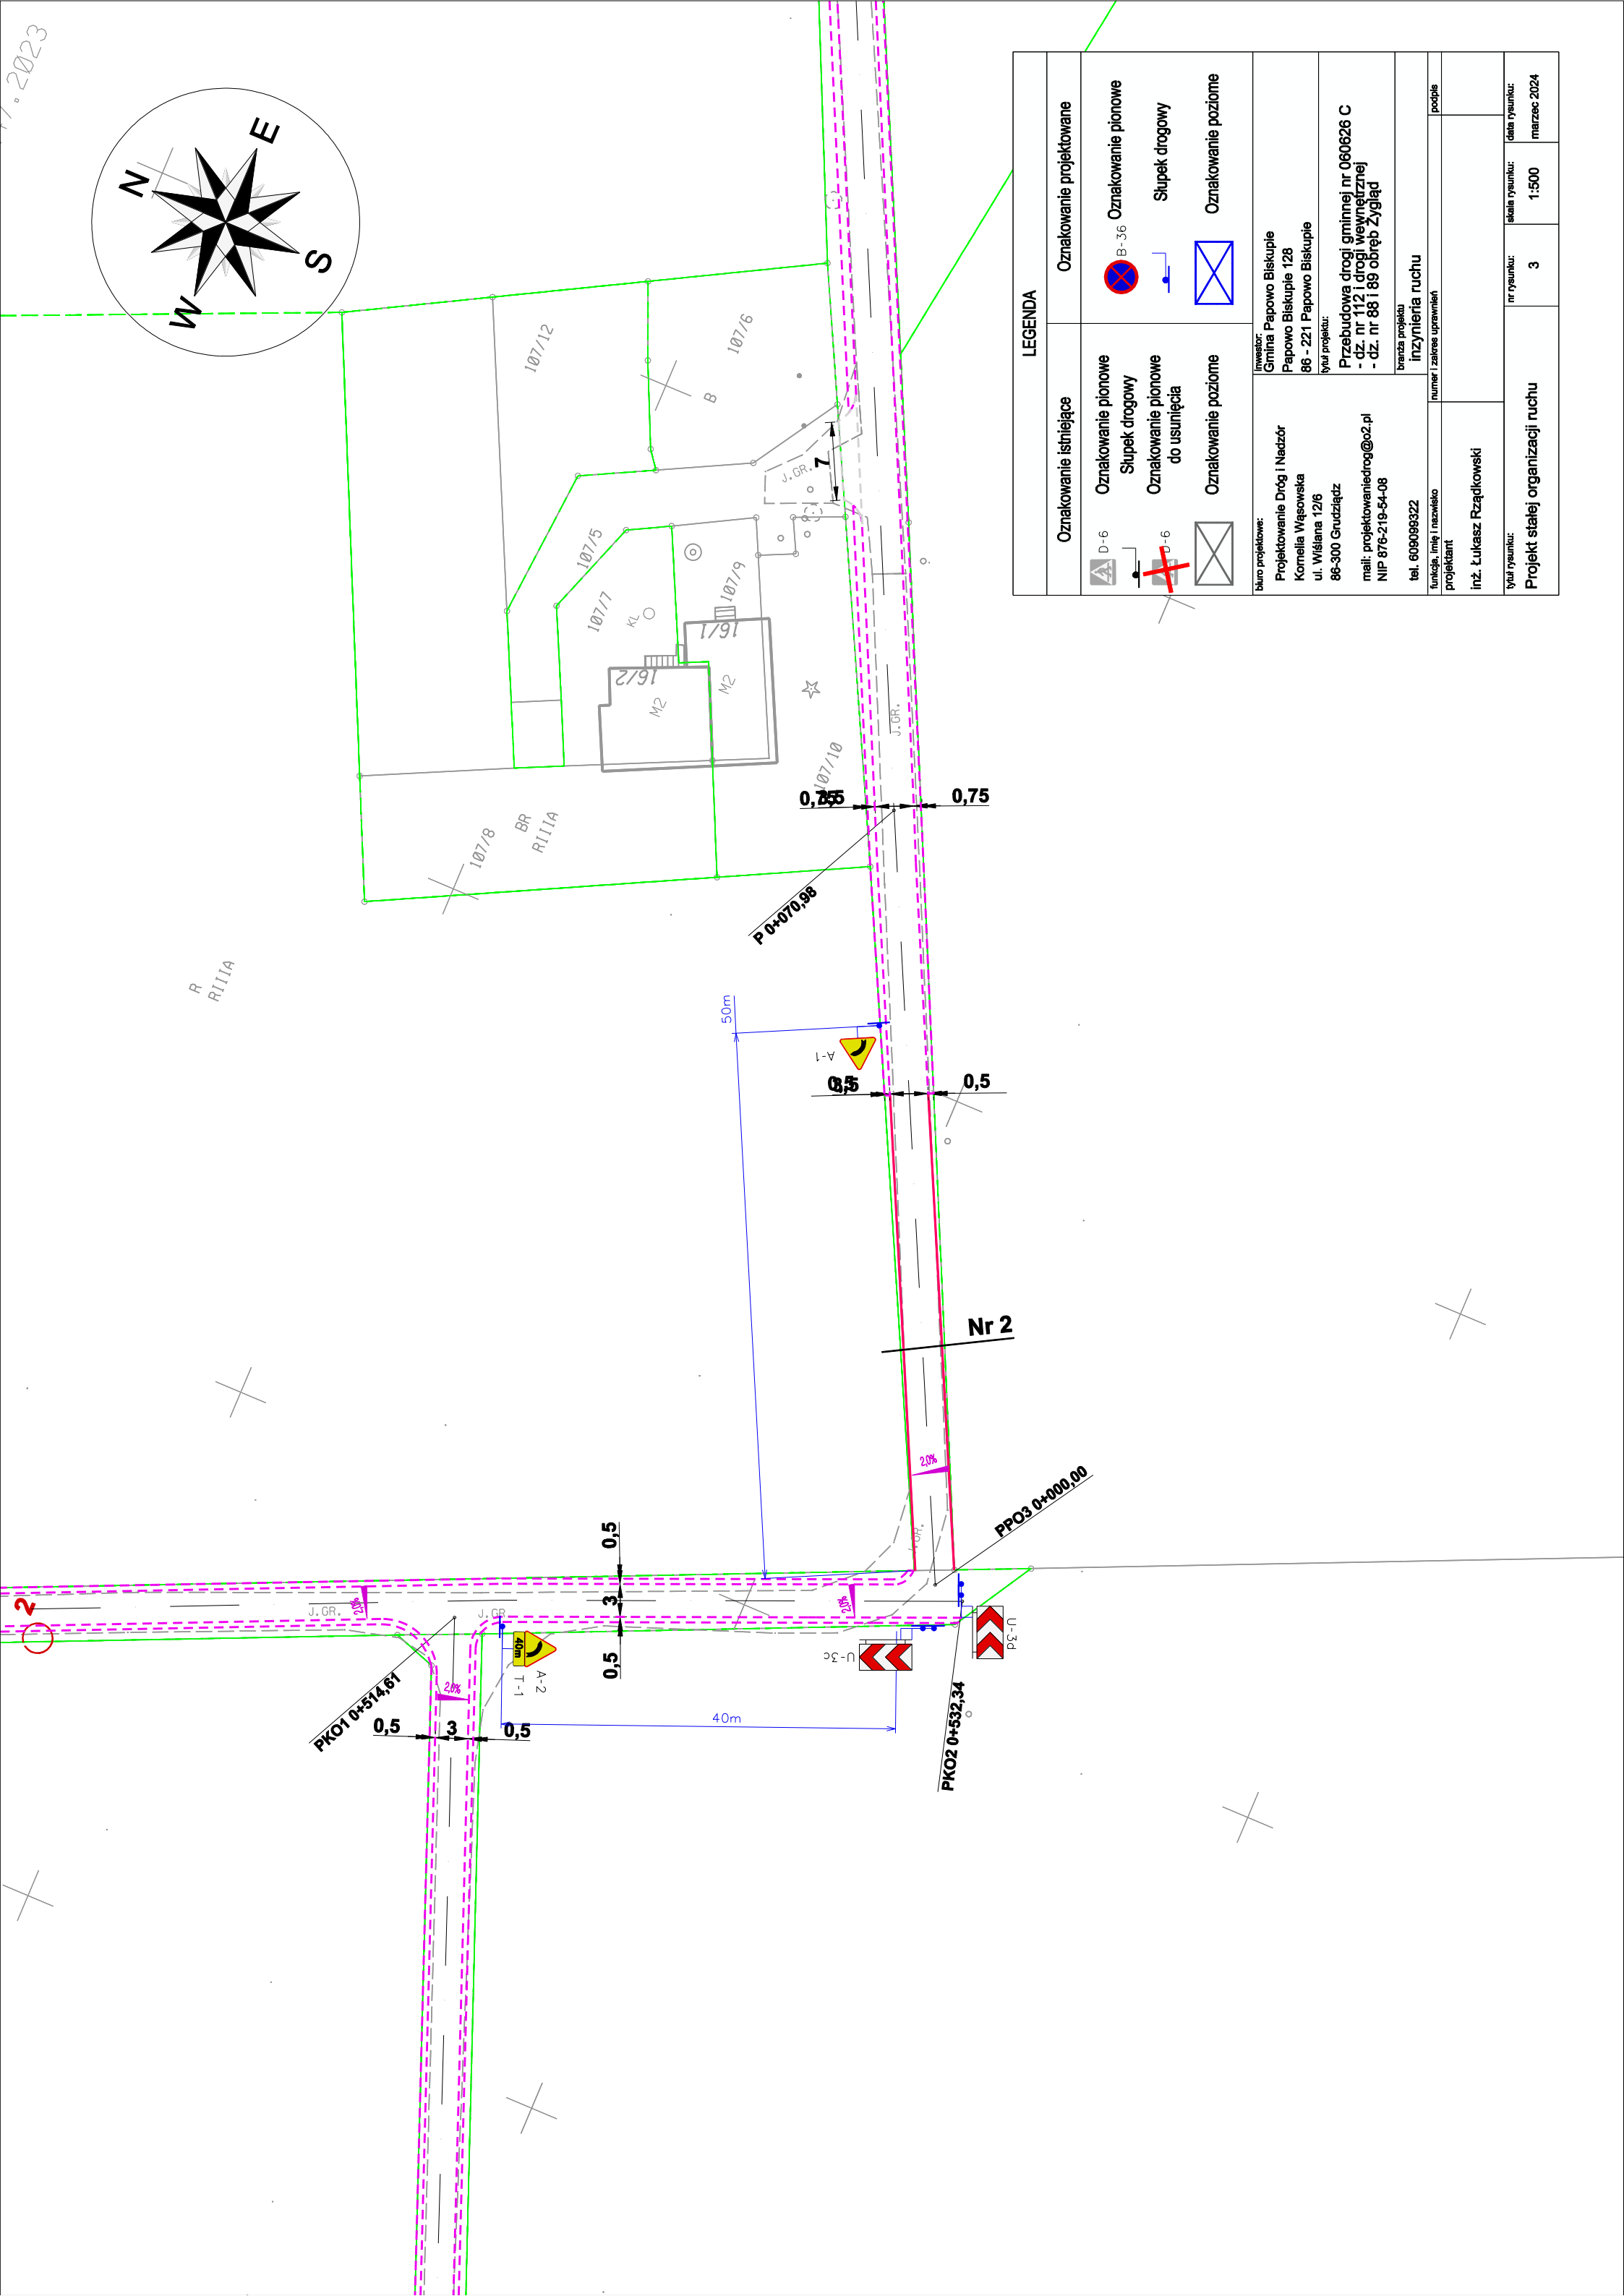 7.2023
N
E
S
W
107/12
107/6
B
J.GR.
7
107/5
107/7
107/9
KL
16/1
16/2
M2
M2
107/10
J.GR.
107/8
BR
RIIIA
R
RIIIA
0,75
P 0+070,98
50m
A-1
0,5
Nr 2
2,0%
PPO3 0+000,00
0,5
3
0,5
2
2,0%
J.GR.
J.GR.
2,0%
40m
A-2
T-1
U-3c
U-3d
PKO1 0+514,61
2,0%
0,5
3
0,5
40m
PKO2 0+532,34
LEGENDA
Oznakowanie istniejące
Oznakowanie projektowane
D-6
Oznakowanie pionowe
Słupek drogowy
D-6
Oznakowanie pionowe
do usunięcia
Oznakowanie poziome
B-36
Oznakowanie pionowe
Słupek drogowy
Oznakowanie poziome
biuro projektowe:
Projektowanie Dróg i Nadzór
Kornelia Wąsowska
ul. Wiślana 12/6
86-300 Grudziądz
mail: projektowaniedrog@o2.pl
NIP 876-219-54-08
tel. 609099322
inwestor:
Gmina Papowo Biskupie
Papowo Biskupie 128
86 - 221 Papowo Biskupie
tytuł projektu:
Przebudowa drogi gminnej nr 060626 C
- dz. nr 112 i drogi wewnętrznej
- dz. nr 88 i 89 obręb Żygląd
branża projektu
inżynieria ruchu
funkcja, imię i nazwisko
numer i zakres uprawnień
podpis
projektant
inż. Łukasz Rządkowski
tytuł rysunku:
Projekt stałej organizacji ruchu
nr rysunku:
3
skala rysunku:
1:500
data rysunku:
marzec 2024